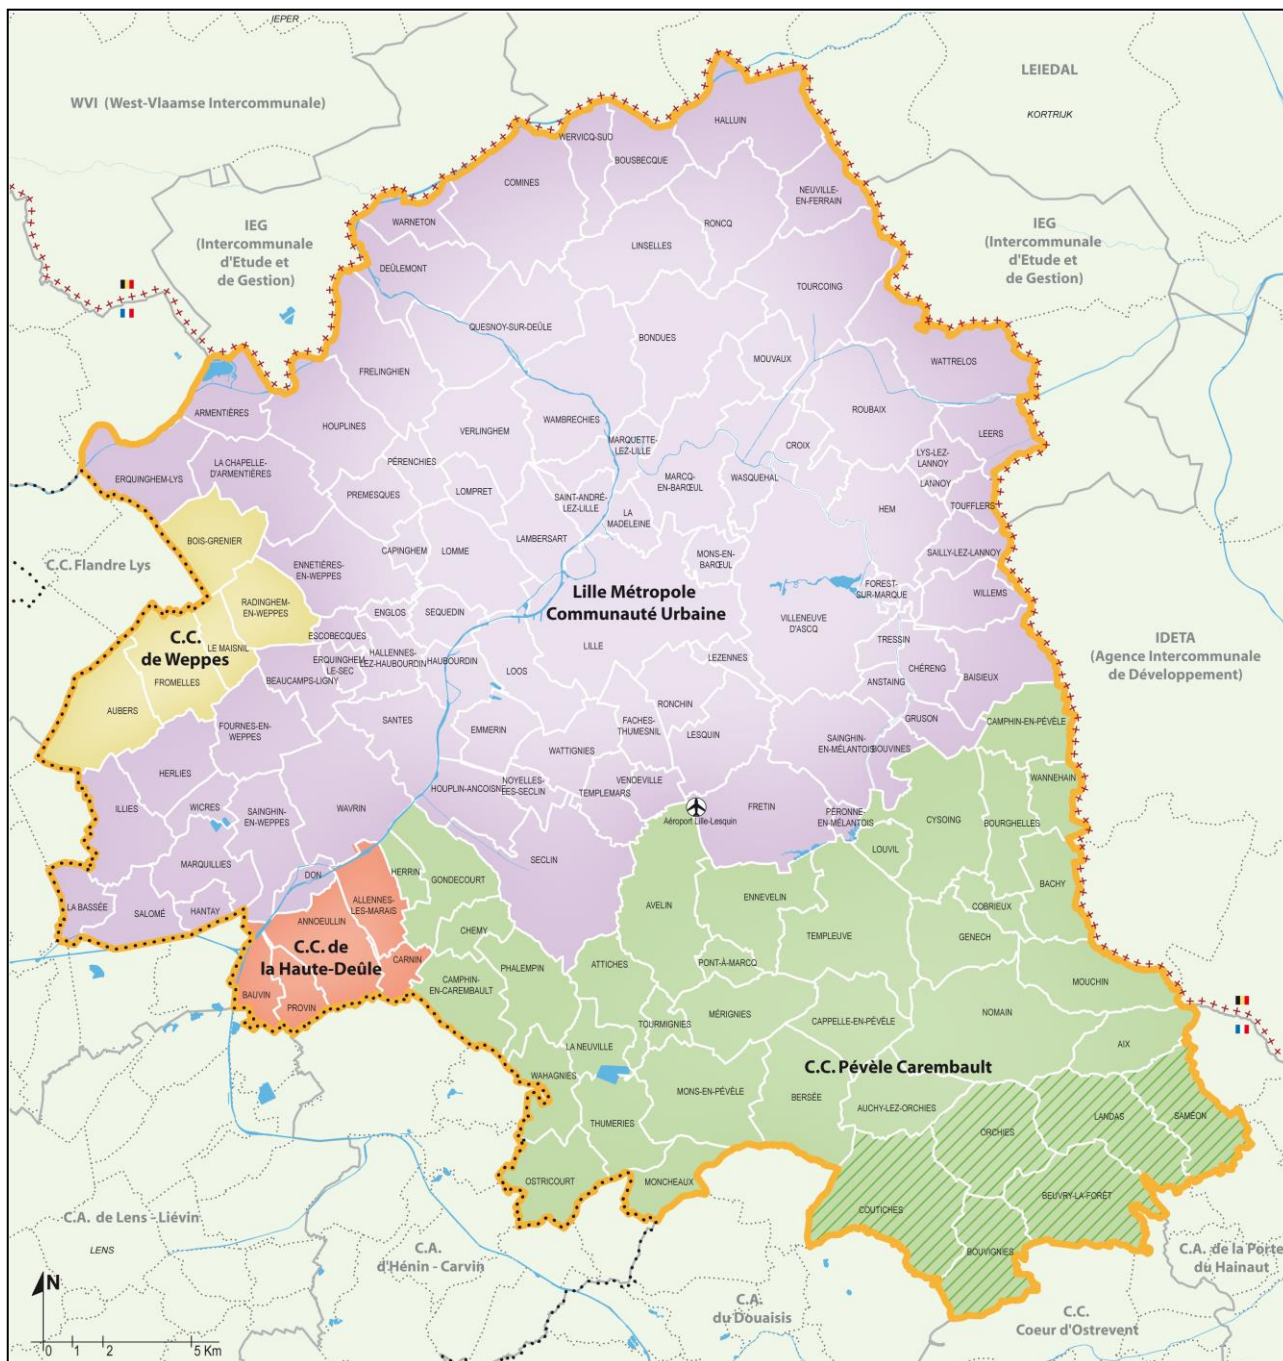 IEPER
WVI (West-Vlaamse Intercommunale)
LEIEDAL
KORTRIJK
HALLUIN
WERVICQ-SUD
BOUSBECQUE
COMINES
NEUVILLE-
EN-FERRAIN
WARNETON
RONCQ
IEG
(Intercommunale
d'Etude et
de Gestion)
LINSELLES
IEG
(Intercommunale
d'Etude et
de Gestion)
DEÛLEMONT
TOURCOING
QUESNOY-SUR-DEÛLE
BONDUES
MOUVAUX
WATTRELOS
FRELINGHIEN
ROUBAIX
ARMENTIÈRES
HOUPLINES
WAMBRECHIES
VERLINGHEM
MARQUETTE-
LEZ-LILLE
CROIX
LEERS
LYS-LEZ-
LANNOY
LA CHAPELLE-
D'ARMENTIÈRES
PÉRENCHIES
ERQUINGHEM-LYS
MARCQ-
EN-BARŒUL
WASQUEHAL
LANNOY
PREMESQUES
LOMPRET
SAINT-ANDRÉ-
LEZ-LILLE
TOUFFLERS
LA
MADELEINE
HEM
BOIS-GRENIER
LAMBERSART
CAPINGHEM
LOMME
SAILLY-LEZ-LANNOY
C.C. Flandre Lys
ENNETIÈRES-
EN-WEPPES
MONS-EN-
BARŒUL
FOREST-
SUR-MARQUE
WILLEMS
Lille Métropole
Communauté Urbaine
RADINGHEM-
EN-WEPPES
ENGLOS
SEQUEDIN
VILLENEUVE
D'ASCQ
C.C.
de Weppes
ESCOBECQUES
LILLE
TRESSIN
IDETA
(Agence Intercommunale
de Développement)
LE MAISNIL
ERQUINGHEM-
LE-SEC
HALLENNES-
LEZ-HAUBOURDIN
HAUBOURDIN
LEZENNES
CHÉRENG
BAISIEUX
LOOS
ANSTAING
FROMELLES
BEAUCAMPS-LIGNY
RONCHIN
AUBERS
SANTES
GRUSON
CAMPHIN-EN-PÉVÈLE
FOURNES-EN-
WEPPES
EMMERIN
FACHES-
THUMESNIL
LESQUIN
SAINGHIN-
EN-MÉLANTOIS
BOUVINES
WATTIGNIES
HERLIES
NOYELLES-
LES-SECLIN
VENDEVILLE
WANNEHAIN
HOUPLIN-ANCOISNE
TEMPLEMARS
ILLIES
WICRES
WAVRIN
FRETIN
SAINGHIN-
EN-WEPPES
PÉRONNE-
EN-MÉLANTOIS
Aéroport Lille-Lesquin
CYSOING
BOURGHELLES
LOUVIL
SECLIN
MARQUILLIES
HERRIN
GONDECOURT
BACHY
DON
ENNEVELIN
ALLENNES-
LES-MARAIS
LA BASSÉE
SALOMÉ
HANTAY
AVELIN
COBRIEUX
ANNOEULLIN
CHEMY
TEMPLEUVE
GENECH
C.C. de
la Haute-Deûle
CARNIN
PHALEMPIN
ATTICHES
PONT-À-MARCQ
CAMPHIN-
EN-CAREMBAULT
MOUCHIN
BAUVIN
PROVIN
NOMAIN
MÉRIGNIES
TOURMIGNIES
CAPPELLE-EN-PÉVÈLE
LA NEUVILLE
AIX
C.C. Pévèle Carembault
WAHAGNIES
MONS-EN-PÉVÈLE
BERSÉE
AUCHY-LEZ-ORCHIES
LANDAS
SAMÉON
THUMERIES
ORCHIES
OSTRICOURT
MONCHEAUX
BEUVRY-LA-FORÊT
COUTICHES
C.A. de Lens - Liévin
LENS
C.A.
d'Hénin - Carvin
BOUVIGNIES
C.A. de la Porte
du Hainaut
C.A.
du Douaisis
C.C.
Coeur d'Ostrevent
N
0 1 2 5 Km